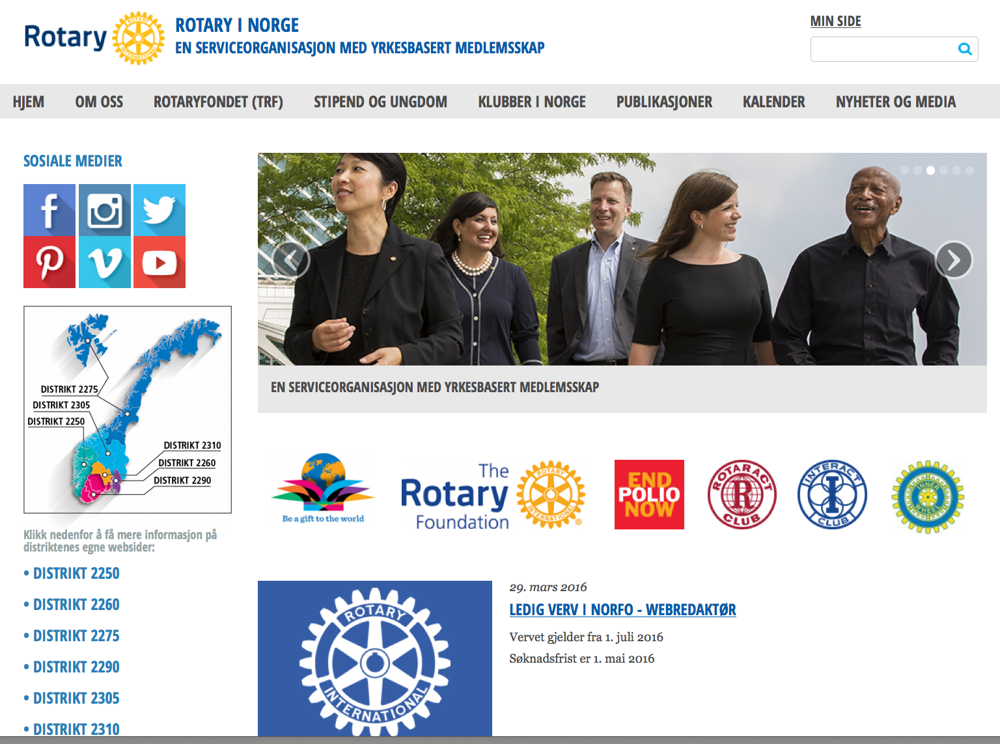 Rotary
ROTARY
INTERNATIONAL
ROTARY I NORGE
EN SERVICEORGANISASJON MED YRKESBASERT MEDLEMSSKAP
MIN SIDE
HJEM
OM OSS
ROTARYFONDET (TRF)
STIPEND OG UNGDOM
KLUBBER I NORGE
PUBLIKASJONER
KALENDER
NYHETER OG MEDIA
SOSIALE MEDIER
DISTRIKT 2275
DISTRIKT 2305
DISTRIKT 2250
DISTRIKT 2310
DISTRIKT 2260
DISTRIKT 2290
Klikk nedenfor å få mere informasjon på
distriktenes egne websider:
• DISTRIKT 2250
• DISTRIKT 2260
• DISTRIKT 2275
• DISTRIKT 2290
• DISTRIKT 2305
• DISTRIKT 2310
EN SERVICEORGANISASJON MED YRKESBASERT MEDLEMSSKAP
Be a gift to the world
The
Rotary
Foundation
ROTARY
INTERNATIONAL
®
END
POLIO
NOW
ROTARACT
R
CLUB
INTERACT
I
CLUB
INNER
WHEEL
ROTARY
INTERNATIONAL
29. mars 2016
LEDIG VERV I NORFO - WEBREDAKTØR
Vervet gjelder fra 1. juli 2016
Søknadsfrist er 1. mai 2016